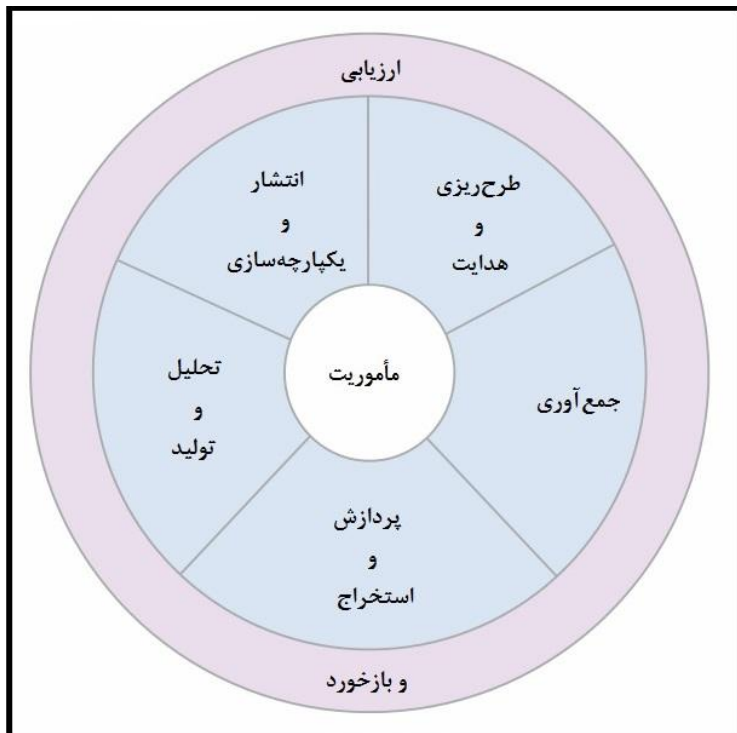 ارزیابی
طرح‌ریزی
و
هدایت
جمع‌آوری
پردازش
و
استخراج
تحلیل
و
تولید
انتشار
و
یکپارچه‌سازی
مأموریت
و بازخورد